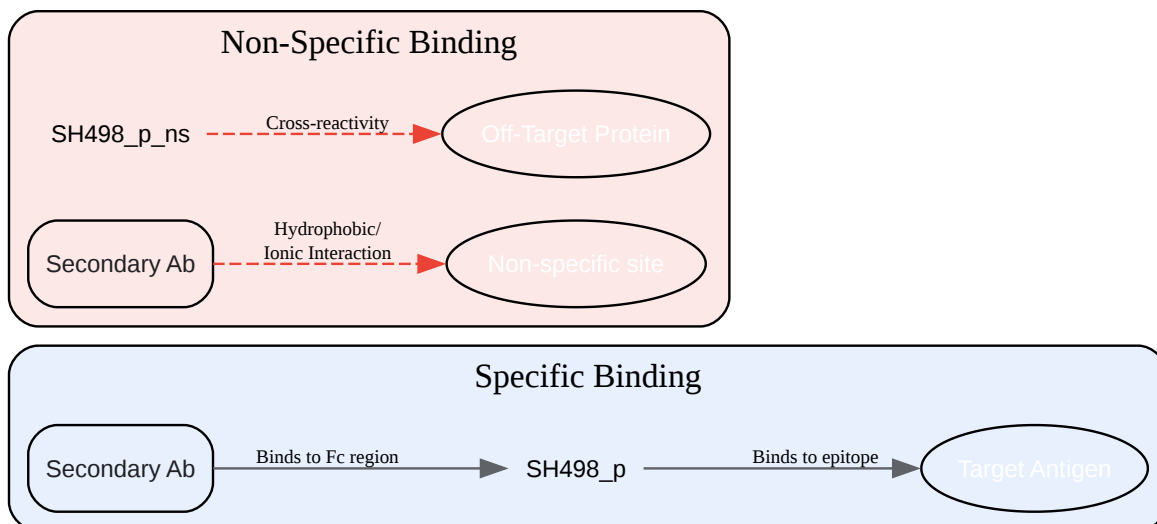 Non-Specific Binding
SH498_p_ns
Cross-reactivity
Off-Target Protein
Secondary Ab
Hydrophobic/
Ionic Interaction
Non-specific site
Specific Binding
Secondary Ab
Binds to Fc region
SH498_p
Binds to epitope
Target Antigen